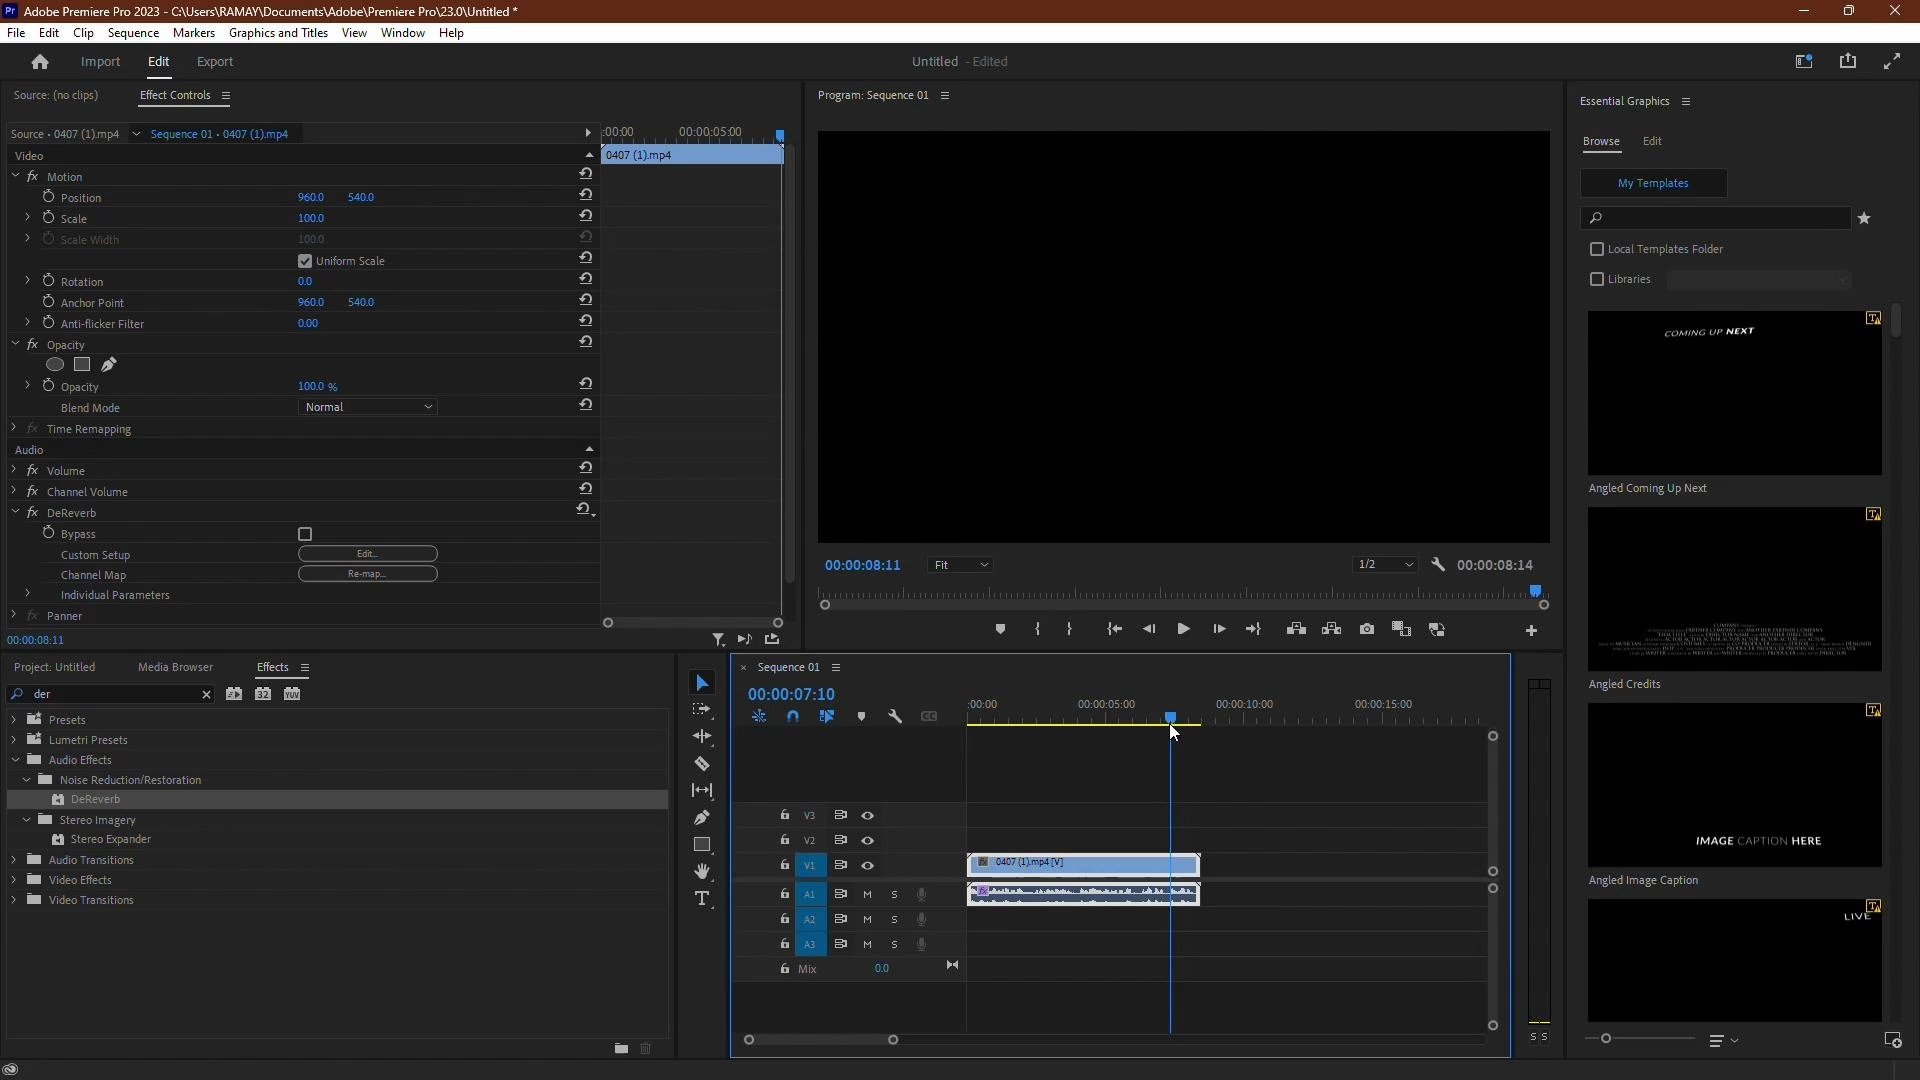 Pr Adobe Premiere Pro 2023 - C:\Users\RAMAY\Documents\Adobe\Premiere Pro\23.0\Untitled *
File Edit Clip Sequence Markers Graphics and Titles View Window Help
Import Edit Export
Untitled - Edited
Source: (no clips)
Effect Controls
Source • 0407 (1).mp4
Sequence 01 • 0407 (1).mp4
:00:00 00:00:05:00
Video
0407 (1).mp4
fx Motion
Position 960.0 540.0
Scale 100.0
Scale Width 100.0
Uniform Scale
Rotation 0.0
Anchor Point 960.0 540.0
Anti-flicker Filter 0.00
fx Opacity
Opacity 100.0 %
Blend Mode Normal
fx Time Remapping
Audio
fx Volume
fx Channel Volume
fx DeReverb
Bypass
Custom Setup Edit...
Channel Map Re-map...
Individual Parameters
fx Panner
00:00:08:11
Program: Sequence 01
00:00:08:11 Fit 1/2 00:00:08:14
Essential Graphics
Browse Edit
My Templates
Local Templates Folder
Libraries
COMING UP NEXT
Angled Coming Up Next
Angled Credits
IMAGE CAPTION HERE
Angled Image Caption
LIVE
Project: Untitled Media Browser Effects
der
32 YUV
Presets
Lumetri Presets
Audio Effects
Noise Reduction/Restoration
DeReverb
Stereo Imagery
Stereo Expander
Audio Transitions
Video Effects
Video Transitions
× Sequence 01
00:00:07:10
:00:00 00:00:05:00 00:00:10:00 00:00:15:00
V3
V2
V1
fx 0407 (1).mp4 [V]
A1 M S
fx
A2 M S
A3 M S
Mix 0.0
S S